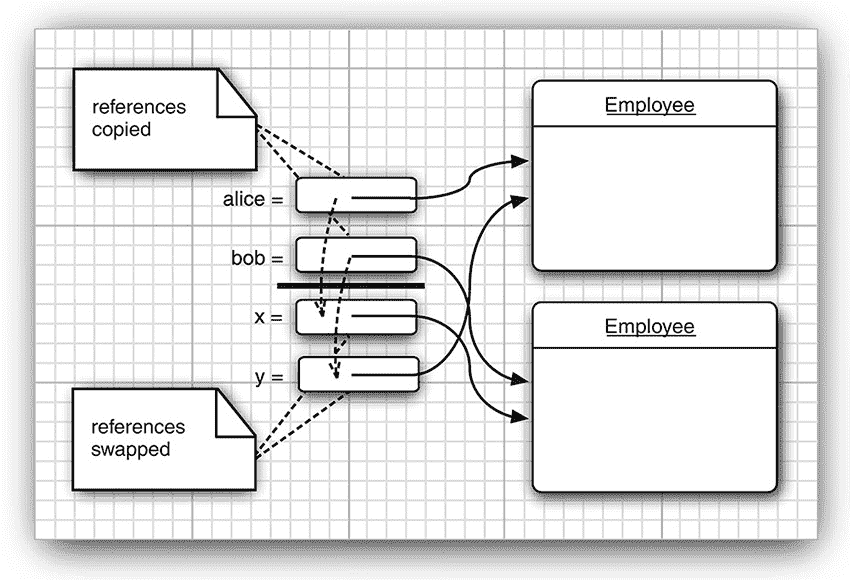 references
copied
Employee
alice =
bob =
x =
Employee
y =
references
swapped